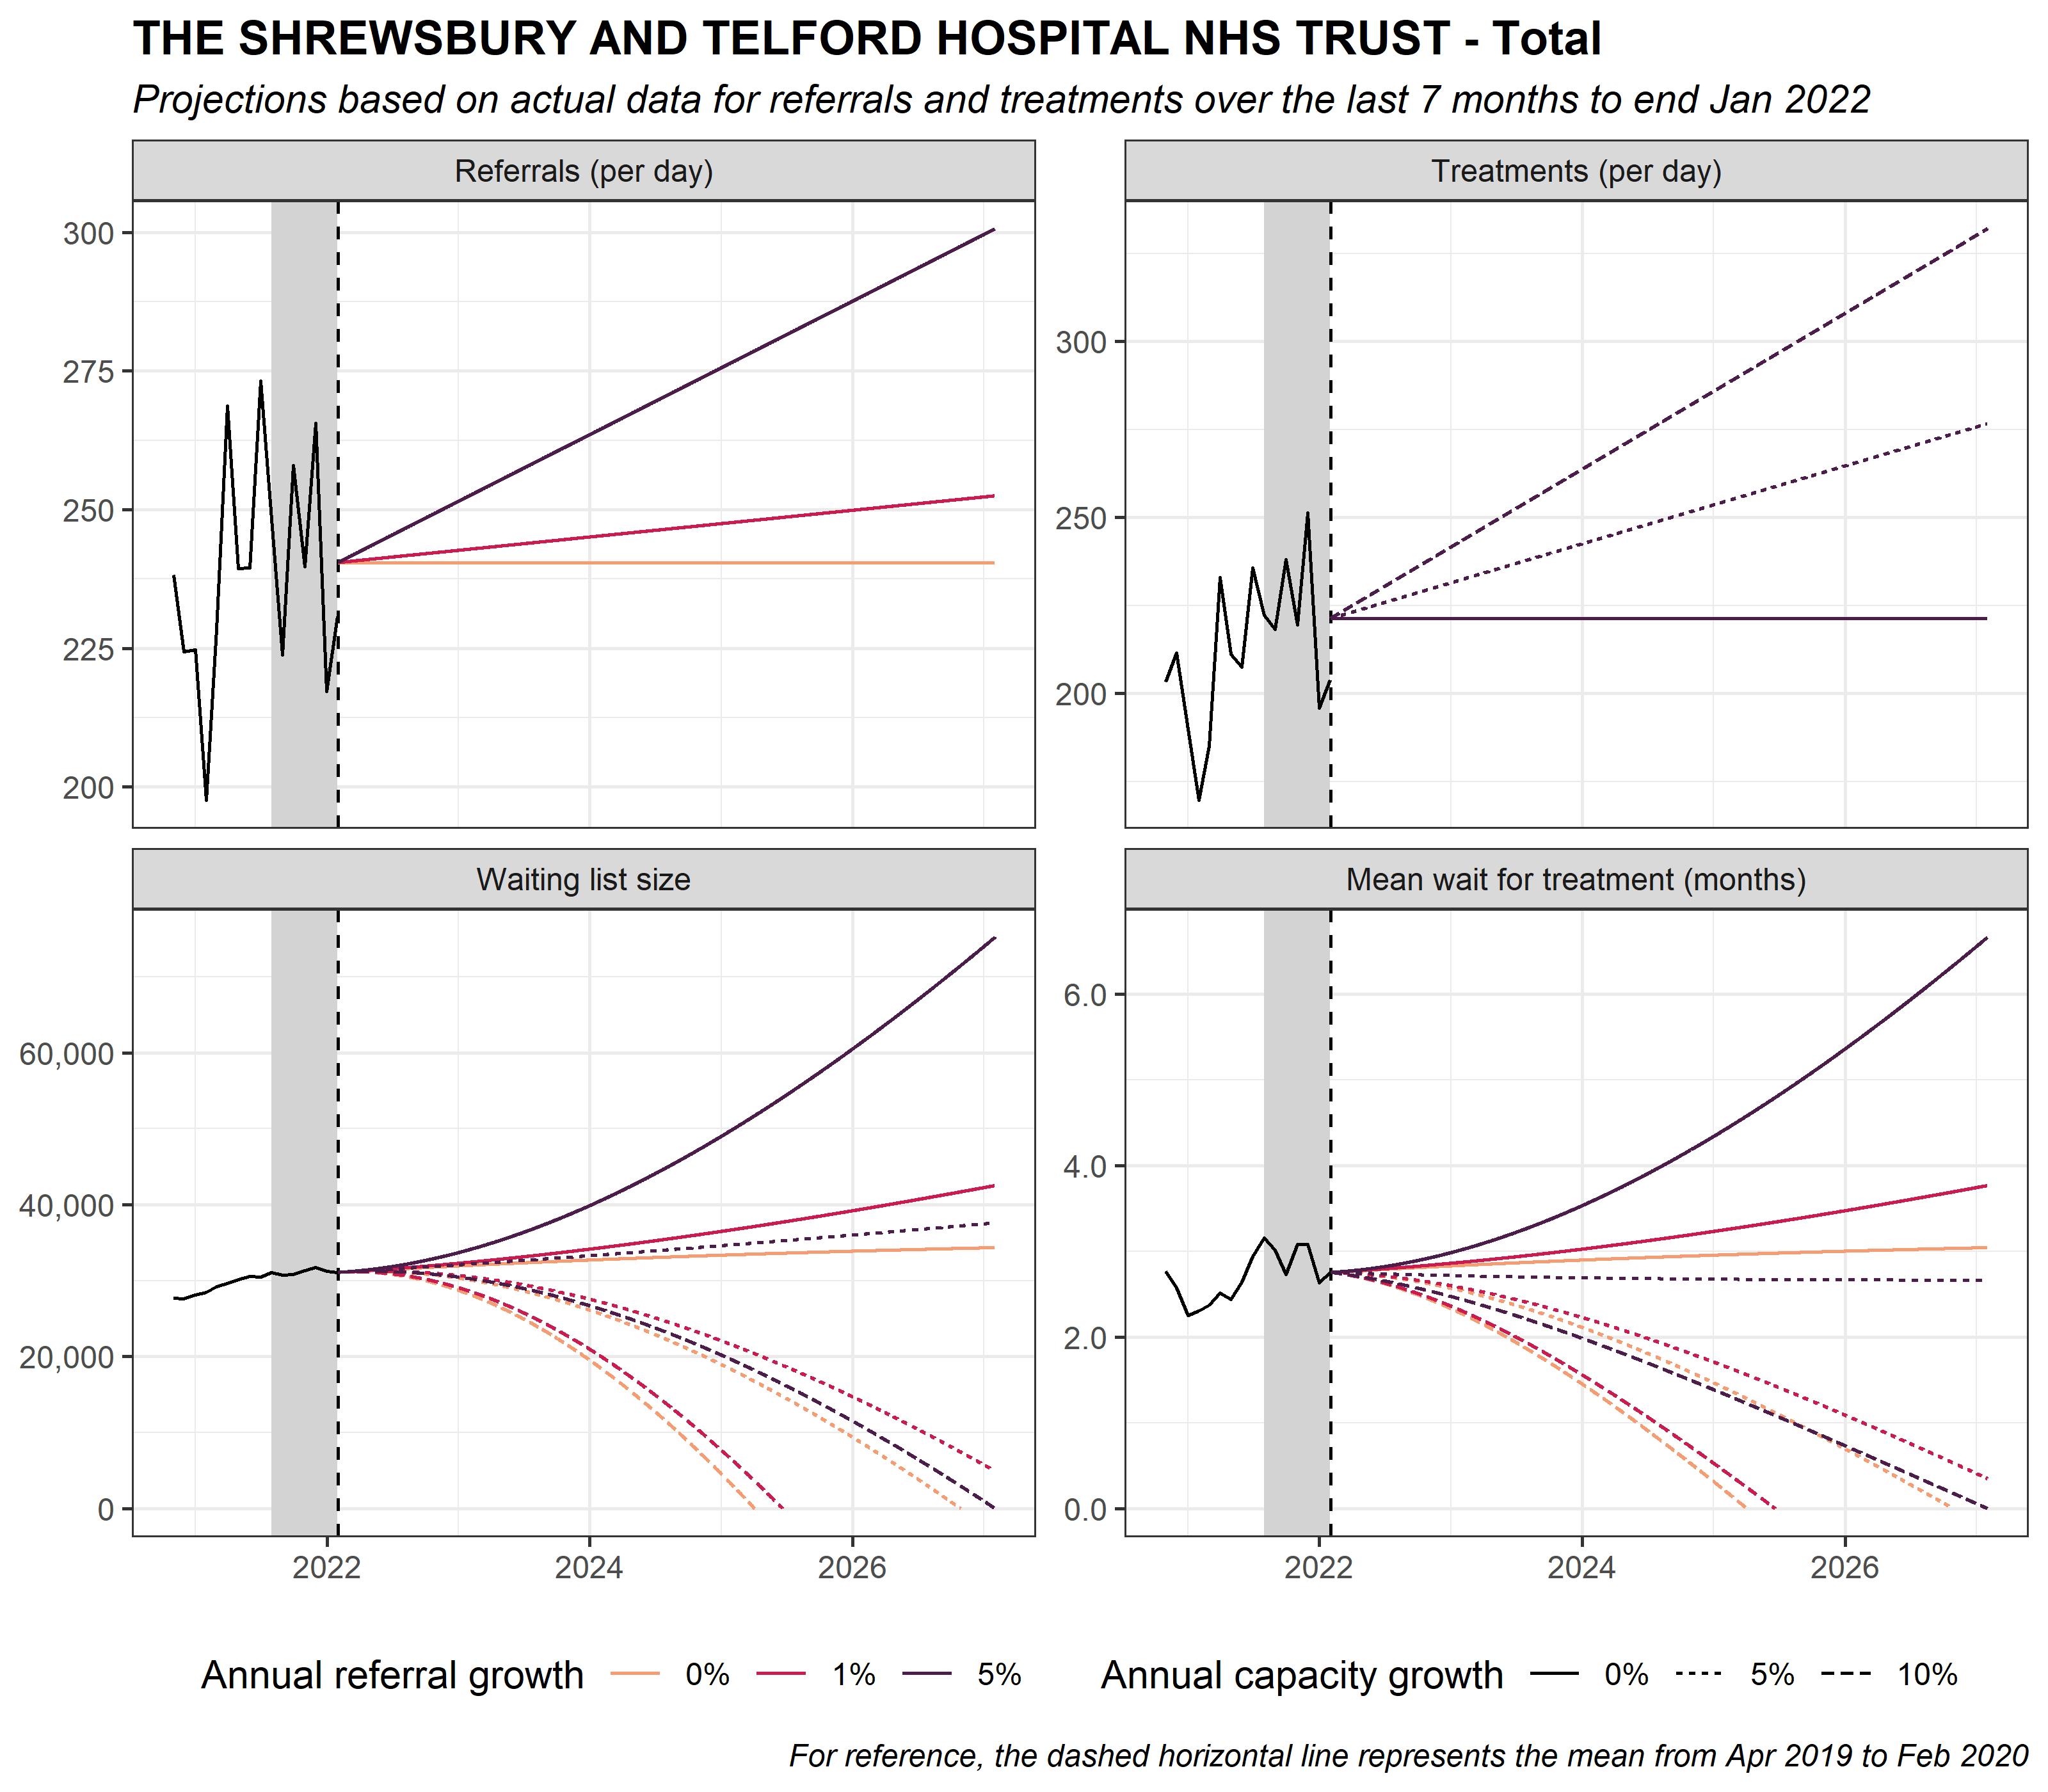 THE SHREWSBURY AND TELFORD HOSPITAL NHS TRUST - Total
Projections based on actual data for referrals and treatments over the last 7 months to end Jan 2022
Referrals (per day)
300
275
250
225
200
Treatments (per day)
300
250
200
Waiting list size
60,000
40,000
20,000
0
2022 2024 2026
Mean wait for treatment (months)
6.0
4.0
2.0
0.0
2022 2024 2026
Annual referral growth 0% 1% 5%
Annual capacity growth 0% 5% 10%
For reference, the dashed horizontal line represents the mean from Apr 2019 to Feb 2020